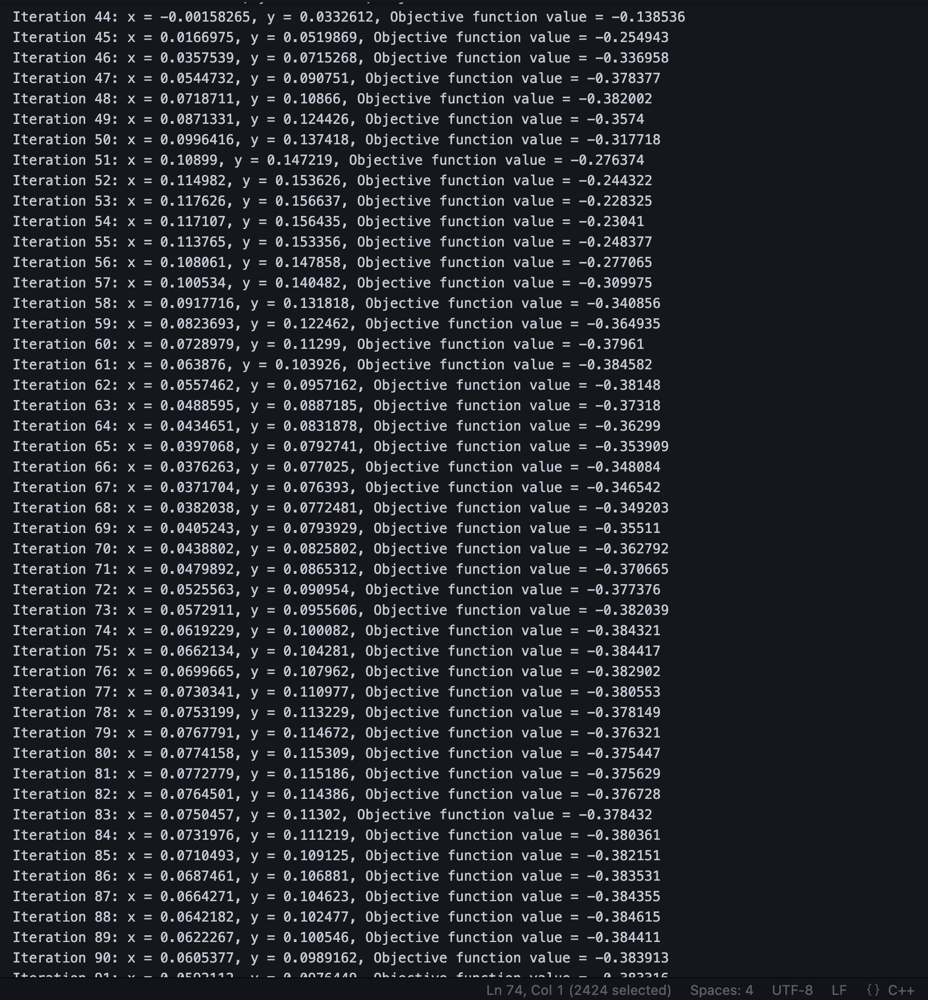 Iteration 44: x = -0.00158265, y = 0.0332612, Objective function value = -0.138536
Iteration 45: x = 0.0166975, y = 0.0519869, Objective function value = -0.254943
Iteration 46: x = 0.0357539, y = 0.0715268, Objective function value = -0.336958
Iteration 47: x = 0.0544732, y = 0.090751, Objective function value = -0.378377
Iteration 48: x = 0.0718711, y = 0.10866, Objective function value = -0.382002
Iteration 49: x = 0.0871331, y = 0.124426, Objective function value = -0.3574
Iteration 50: x = 0.0996416, y = 0.137418, Objective function value = -0.317718
Iteration 51: x = 0.10899, y = 0.147219, Objective function value = -0.276374
Iteration 52: x = 0.114982, y = 0.153626, Objective function value = -0.244322
Iteration 53: x = 0.117626, y = 0.156637, Objective function value = -0.228325
Iteration 54: x = 0.117107, y = 0.156435, Objective function value = -0.23041
Iteration 55: x = 0.113765, y = 0.153356, Objective function value = -0.248377
Iteration 56: x = 0.108061, y = 0.147858, Objective function value = -0.277065
Iteration 57: x = 0.100534, y = 0.140482, Objective function value = -0.309975
Iteration 58: x = 0.0917716, y = 0.131818, Objective function value = -0.340856
Iteration 59: x = 0.0823693, y = 0.122462, Objective function value = -0.364935
Iteration 60: x = 0.0728979, y = 0.11299, Objective function value = -0.37961
Iteration 61: x = 0.063876, y = 0.103926, Objective function value = -0.384582
Iteration 62: x = 0.0557462, y = 0.0957162, Objective function value = -0.38148
Iteration 63: x = 0.0488595, y = 0.0887185, Objective function value = -0.37318
Iteration 64: x = 0.0434651, y = 0.0831878, Objective function value = -0.36299
Iteration 65: x = 0.0397068, y = 0.0792741, Objective function value = -0.353909
Iteration 66: x = 0.0376263, y = 0.077025, Objective function value = -0.348084
Iteration 67: x = 0.0371704, y = 0.076393, Objective function value = -0.346542
Iteration 68: x = 0.0382038, y = 0.0772481, Objective function value = -0.349203
Iteration 69: x = 0.0405243, y = 0.0793929, Objective function value = -0.35511
Iteration 70: x = 0.0438802, y = 0.0825802, Objective function value = -0.362792
Iteration 71: x = 0.0479892, y = 0.0865312, Objective function value = -0.370665
Iteration 72: x = 0.0525563, y = 0.090954, Objective function value = -0.377376
Iteration 73: x = 0.0572911, y = 0.0955606, Objective function value = -0.382039
Iteration 74: x = 0.0619229, y = 0.100082, Objective function value = -0.384321
Iteration 75: x = 0.0662134, y = 0.104281, Objective function value = -0.384417
Iteration 76: x = 0.0699665, y = 0.107962, Objective function value = -0.382902
Iteration 77: x = 0.0730341, y = 0.110977, Objective function value = -0.380553
Iteration 78: x = 0.0753199, y = 0.113229, Objective function value = -0.378149
Iteration 79: x = 0.0767791, y = 0.114672, Objective function value = -0.376321
Iteration 80: x = 0.0774158, y = 0.115309, Objective function value = -0.375447
Iteration 81: x = 0.0772779, y = 0.115186, Objective function value = -0.375629
Iteration 82: x = 0.0764501, y = 0.114386, Objective function value = -0.376728
Iteration 83: x = 0.0750457, y = 0.11302, Objective function value = -0.378432
Iteration 84: x = 0.0731976, y = 0.111219, Objective function value = -0.380361
Iteration 85: x = 0.0710493, y = 0.109125, Objective function value = -0.382151
Iteration 86: x = 0.0687461, y = 0.106881, Objective function value = -0.383531
Iteration 87: x = 0.0664271, y = 0.104623, Objective function value = -0.384355
Iteration 88: x = 0.0642182, y = 0.102477, Objective function value = -0.384615
Iteration 89: x = 0.0622267, y = 0.100546, Objective function value = -0.384411
Iteration 90: x = 0.0605377, y = 0.0989162, Objective function value = -0.383913
Ln 74, Col 1 (2424 selected) Spaces: 4 UTF-8 LF {} C++